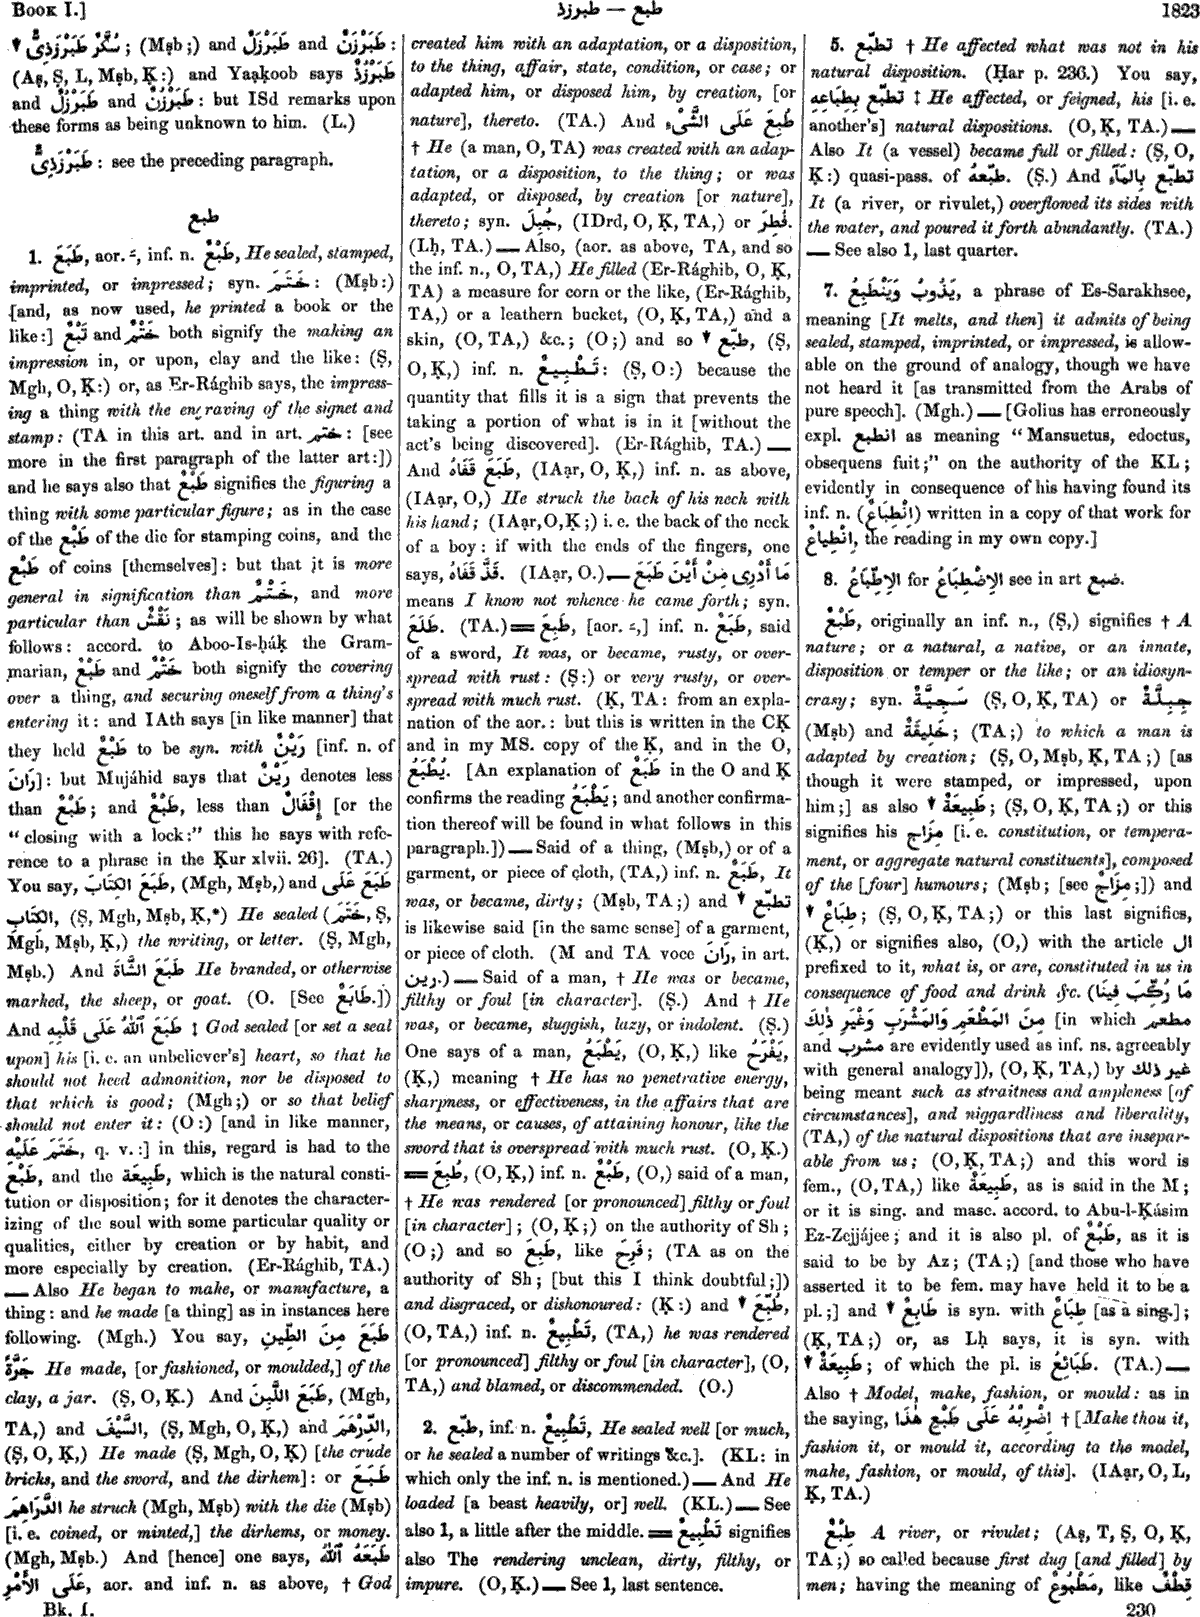 Book I.]
طبع — طبرزذ
1823
▼ سُكَّرٌ طَبَرْزَذِىٌّ ; (Mṣb ;) and طَبَرْزَلٌ and طَبَرْزَنٌ :
(Aṣ, Ṣ, L, Mṣb, Ḳ :) and Yaạḳoob says طَبَرْزُذٌ
and طَبَرْزُلٌ and طَبَرْزُنٌ : but ISd remarks upon
these forms as being unknown to him. (L.)
طَبَرْزَذِىٌّ : see the preceding paragraph.
طبع
1. طَبَعَ, aor. ـَ, inf. n. طَبْعٌ, He sealed, stamped,
imprinted, or impressed; syn. خَتَمَ : (Mṣb :)
[and, as now used, he printed a book or the
like :] طَبْعٌ and خَتْمٌ both signify the making an
impression in, or upon, clay and the like : (Ṣ,
Mgh, O, Ḳ :) or, as Er-Rághib says, the impress-
ing a thing with the engraving of the signet and
stamp : (TA in this art. and in art. ختم : [see
more in the first paragraph of the latter art :])
and he says also that طَبْعٌ signifies the figuring a
thing with some particular figure; as in the case
of the طَبْع of the die for stamping coins, and the
طَبْع of coins [themselves] : but that it is more
general in signification than خَتْمٌ, and more
particular than نَقْشٌ ; as will be shown by what
follows : accord. to Aboo-Is-ḥáḳ the Gram-
marian, طَبْعٌ and خَتْمٌ both signify the covering
over a thing, and securing oneself from a thing's
entering it : and IAth says [in like manner] that
they held طَبْعٌ to be syn. with رَيْنٌ [inf. n. of
رَانَ] : but Mujáhid says that رَيْنٌ denotes less
than طَبْعٌ ; and طَبْعٌ, less than إِقْفَالٌ [or the
“closing with a lock :” this he says with refe-
rence to a phrase in the Ḳur xlvii. 26]. (TA.)
You say, طَبَعَ الكِتَابَ, (Mgh, Mṣb,) and طَبَعَ عَلَى
الكِتَابِ, (Ṣ, Mgh, Mṣb, Ḳ,*) He sealed (خَتَمَ, Ṣ,
Mgh, Mṣb, Ḳ,) the writing, or letter. (Ṣ, Mgh,
Mṣb.) And طَبَعَ الشَّاةَ He branded, or otherwise
marked, the sheep, or goat. (O. [See طَابَعٌ.])
And طَبَعَ ٱللّٰهُ عَلَى قَلْبِهِ ‡ God sealed [or set a seal
upon] his [i. e. an unbeliever's] heart, so that he
should not heed admonition, nor be disposed to
that which is good; (Mgh ;) or so that belief
should not enter it : (O :) [and in like manner,
خَتَمَ عَلَيْهِ, q. v. :] in this, regard is had to the
طَبْع, and the طَبِيعَة, which is the natural consti-
tution or disposition; for it denotes the character-
izing of the soul with some particular quality or
qualities, either by creation or by habit, and
more especially by creation. (Er-Rághib, TA.)
— Also He began to make, or manufacture, a
thing : and he made [a thing] as in instances here
following. (Mgh.) You say, طَبَعَ مِنَ الطِّينِ
جَرَّةً He made, [or fashioned, or moulded,] of the
clay, a jar. (Ṣ, O, Ḳ.) And طَبَعَ اللَّبِنَ, (Mgh,
TA,) and السَّيْفَ, (Ṣ, Mgh, O, Ḳ,) and الدِّرْهَمَ,
(Ṣ, O, Ḳ,) He made (Ṣ, Mgh, O, Ḳ) [the crude
bricks, and the sword, and the dirhem] : or طَبَعَ
الدَّرَاهِمَ he struck (Mgh, Mṣb) with the die (Mṣb)
[i. e. coined, or minted,] the dirhems, or money.
(Mgh, Mṣb.) And [hence] one says, طَبَعَهُ ٱللّٰهُ
عَلَى الأَمْرِ, aor. and inf. n. as above, † God
created him with an adaptation, or a disposition,
to the thing, affair, state, condition, or case; or
adapted him, or disposed him, by creation, [or
nature], thereto. (TA.) And طُبِعَ عَلَى الشَّىْءِ
† He (a man, O, TA) was created with an adap-
tation, or a disposition, to the thing; or was
adapted, or disposed, by creation [or nature],
thereto; syn. جُبِلَ, (IDrd, O, Ḳ, TA,) or فُطِرَ.
(Lḥ, TA.) — Also, (aor. as above, TA, and so
the inf. n., O, TA,) He filled (Er-Rághib, O, Ḳ,
TA) a measure for corn or the like, (Er-Rághib,
TA,) or a leathern bucket, (O, Ḳ, TA,) and a
skin, (O, TA,) &c.; (O ;) and so ▼ طبّع, (Ṣ,
O, Ḳ,) inf. n. تَطْبِيعٌ : (Ṣ, O :) because the
quantity that fills it is a sign that prevents the
taking a portion of what is in it [without the
act's being discovered]. (Er-Rághib, TA.) —
And طَبَعَ قَفَاهُ, (IAạr, O, Ḳ,) inf. n. as above,
(IAạr, O,) He struck the back of his neck with
his hand; (IAạr, O, Ḳ ;) i. e. the back of the neck
of a boy : if with the ends of the fingers, one
says, قَذَّ قَفَاهُ. (IAạr, O.) — مَا أَدْرِى مِنْ أَيْنَ طَبَعَ
means I know not whence he came forth; syn.
طَلَعَ. (TA.) = طَبِعَ, [aor. ـَ,] inf. n. طَبَعٌ, said
of a sword, It was, or became, rusty, or over-
spread with rust : (Ṣ :) or very rusty, or over-
spread with much rust. (Ḳ, TA : from an expla-
nation of the aor. : but this is written in the CḲ
and in my MS. copy of the Ḳ, and in the O,
يُطْبَعُ. [An explanation of طَبَعٌ in the O and Ḳ
confirms the reading يَطْبَعُ ; and another confirma-
tion thereof will be found in what follows in this
paragraph.]) — Said of a thing, (Mṣb,) or of a
garment, or piece of cloth, (TA,) inf. n. طَبَعٌ, It
was, or became, dirty; (Mṣb, TA ;) and ▼ تطبّع
is likewise said [in the same sense] of a garment,
or piece of cloth. (M and TA voce رَانَ, in art.
رين.) — Said of a man, † He was or became,
filthy or foul [in character]. (Ṣ.) And † He
was, or became, sluggish, lazy, or indolent. (Ṣ.)
One says of a man, يَطْبَعُ, (O, Ḳ,) like يَفْرَحُ,
(Ḳ,) meaning † He has no penetrative energy,
sharpness, or effectiveness, in the affairs that are
the means, or causes, of attaining honour, like the
sword that is overspread with much rust. (O, Ḳ.)
= طُبِعَ, (O, Ḳ,) inf. n. طَبْعٌ, (O,) said of a man,
† He was rendered [or pronounced] filthy or foul
[in character]; (O, Ḳ ;) on the authority of Sh ;
(O ;) and so طَبِعَ, like فَرِحَ ; (TA as on the
authority of Sh ; [but this I think doubtful ;])
and disgraced, or dishonoured : (Ḳ :) and ▼ طُبِّعَ,
(O, TA,) inf. n. تَطْبِيعٌ, (TA,) he was rendered
[or pronounced] filthy or foul [in character], (O,
TA,) and blamed, or discommended. (O.)
2. طبّع, inf. n. تَطْبِيعٌ, He sealed well [or much,
or he sealed a number of writings &c.]. (KL : in
which only the inf. n. is mentioned.) — And He
loaded [a beast heavily, or] well. (KL.) — See
also 1, a little after the middle. = تَطْبِيعٌ signifies
also The rendering unclean, dirty, filthy, or
impure. (O, Ḳ.) — See 1, last sentence.
5. تطبّع † He affected what was not in his
natural disposition. (Ḥar p. 236.) You say,
تطبّع بِطِبَاعِهِ ‡ He affected, or feigned, his [i. e.
another's] natural dispositions. (O, Ḳ, TA.) —
Also It (a vessel) became full or filled : (Ṣ, O,
Ḳ :) quasi-pass. of طَبَّعَهُ. (Ṣ.) And تطبّع بِالمَآءِ
It (a river, or rivulet,) overflowed its sides with
the water, and poured it forth abundantly. (TA.)
— See also 1, last quarter.
7. يَذُوبُ وَيَنْطَبِعُ, a phrase of Es-Sarakhsee,
meaning [It melts, and then] it admits of being
sealed, stamped, imprinted, or impressed, is allow-
able on the ground of analogy, though we have
not heard it [as transmitted from the Arabs of
pure speech]. (Mgh.) — [Golius has erroneously
expl. انطبع as meaning “Mansuetus, edoctus,
obsequens fuit;” on the authority of the KL ;
evidently in consequence of his having found its
inf. n. (اِنْطِبَاعٌ) written in a copy of that work for
اِنْطِيَاعٌ, the reading in my own copy.]
8. الاِطِّبَاعُ for الاِضْطِبَاعُ see in art ضبع.
طَبْعٌ, originally an inf. n., (Ṣ,) signifies † A
nature; or a natural, a native, or an innate,
disposition or temper or the like; or an idiosyn-
crasy; syn. سَجِيَّةٌ (Ṣ, O, Ḳ, TA) or جِبِلَّةٌ
(Mṣb) and خَلِيقَةٌ ; (TA ;) to which a man is
adapted by creation; (Ṣ, O, Mṣb, Ḳ, TA ;) [as
though it were stamped, or impressed, upon
him ;] as also ▼ طَبِيعَةٌ ; (Ṣ, O, Ḳ, TA ;) or this
signifies his مِزَاج [i. e. constitution, or tempera-
ment, or aggregate natural constituents], composed
of the [four] humours; (Mṣb ; [see مِزَاجٌ ;]) and
▼ طِبَاعٌ ; (Ṣ, O, Ḳ, TA ;) or this last signifies,
(Ḳ,) or signifies also, (O,) with the article ال
prefixed to it, what is, or are, constituted in us in
consequence of food and drink &c. (مَا رُكِّبَ فِينَا
مِنَ المَطْعَمِ وَالمَشْرَبِ وَغَيْرِ ذٰلِكَ [in which مطعم
and مشرب are evidently used as inf. ns. agreeably
with general analogy]), (O, Ḳ, TA,) by غير ذلك
being meant such as straitness and ampleness [of
circumstances], and niggardliness and liberality,
(TA,) of the natural dispositions that are insepar-
able from us; (O, Ḳ, TA ;) and this word is
fem., (O, TA,) like طَبِيعَةٌ, as is said in the M ;
or it is sing. and masc. accord. to Abu-l-Ḳásim
Ez-Zejjájee ; and it is also pl. of طَبْعٌ, as it is
said to be by Az ; (TA ;) [and those who have
asserted it to be fem. may have held it to be a
pl. ;] and ▼ طَابِعٌ is syn. with طِبَاعٌ [as a sing.] ;
(Ḳ, TA ;) or, as Lḥ says, it is syn. with
▼ طَبِيعَةٌ ; of which the pl. is طَبَائِعُ. (TA.) —
Also † Model, make, fashion, or mould : as in
the saying, اِضْرِبْهُ عَلَى طَبْعِ هٰذَا † [Make thou it,
fashion it, or mould it, according to the model,
make, fashion, or mould, of this]. (IAạr, O, L,
Ḳ, TA.)
طِبْعٌ A river, or rivulet; (Aṣ, T, Ṣ, O, Ḳ,
TA ;) so called because first dug [and filled] by
men; having the meaning of مَطْبُوعٌ, like قِطْفٌ
Bk. I.
230